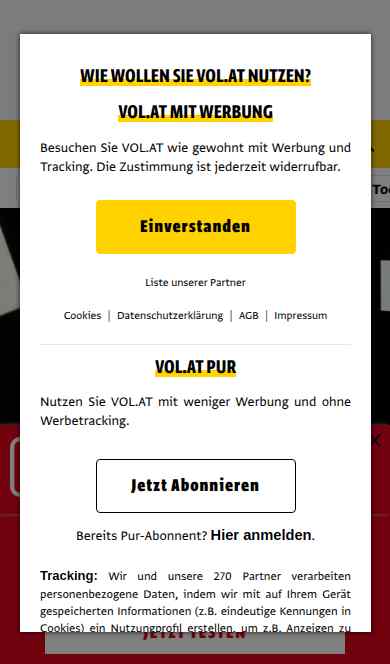 WIE WOLLEN SIE VOL.AT NUTZEN?
VOL.AT MIT WERBUNG
Besuchen Sie VOL.AT wie gewohnt mit Werbung und
Tracking. Die Zustimmung ist jederzeit widerrufbar.
Einverstanden
Liste unserer Partner
Cookies | Datenschutzerklärung | AGB | Impressum
VOL.AT PUR
Nutzen Sie VOL.AT mit weniger Werbung und ohne
Werbetracking.
Jetzt Abonnieren
Bereits Pur-Abonnent? Hier anmelden.
Tracking: Wir und unsere 270 Partner verarbeiten
personenbezogene Daten, indem wir mit auf Ihrem Gerät
gespeicherten Informationen (z.B. eindeutige Kennungen in
Cookies) ein Nutzungsprofil erstellen, um z.B. Anzeigen zu
JETZT TESTEN